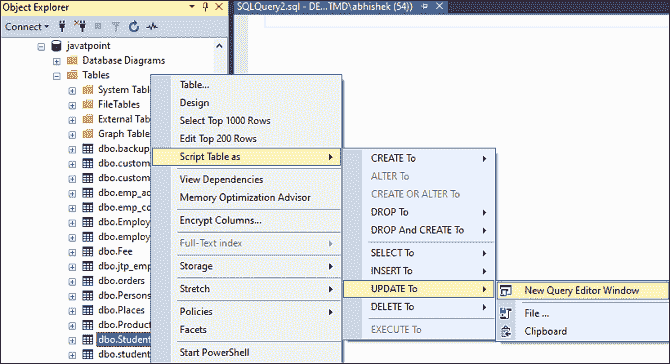 Object Explorer
SQLQuery2.sql - DE...TMD\abhishek (54))
Connect
javatpoint
Database Diagrams
Tables
System Table
FileTables
External Table
Graph Tables
dbo.backup
dbo.custom
dbo.custom
dbo.emp_ad
dbo.emp_co
dbo.Employ
dbo.employ
dbo.Fee
dbo.jtp_emp
dbo.orders
dbo.Persons
dbo.Places
dbo.Product
dbo.Student
dbo.student
Table...
Design
Select Top 1000 Rows
Edit Top 200 Rows
Script Table as
View Dependencies
Memory Optimization Advisor
Encrypt Columns...
Full-Text index
Storage
Stretch
Policies
Facets
Start PowerShell
CREATE To
ALTER To
CREATE OR ALTER To
DROP To
DROP And CREATE To
SELECT To
INSERT To
UPDATE To
DELETE To
EXECUTE To
New Query Editor Window
File ...
Clipboard